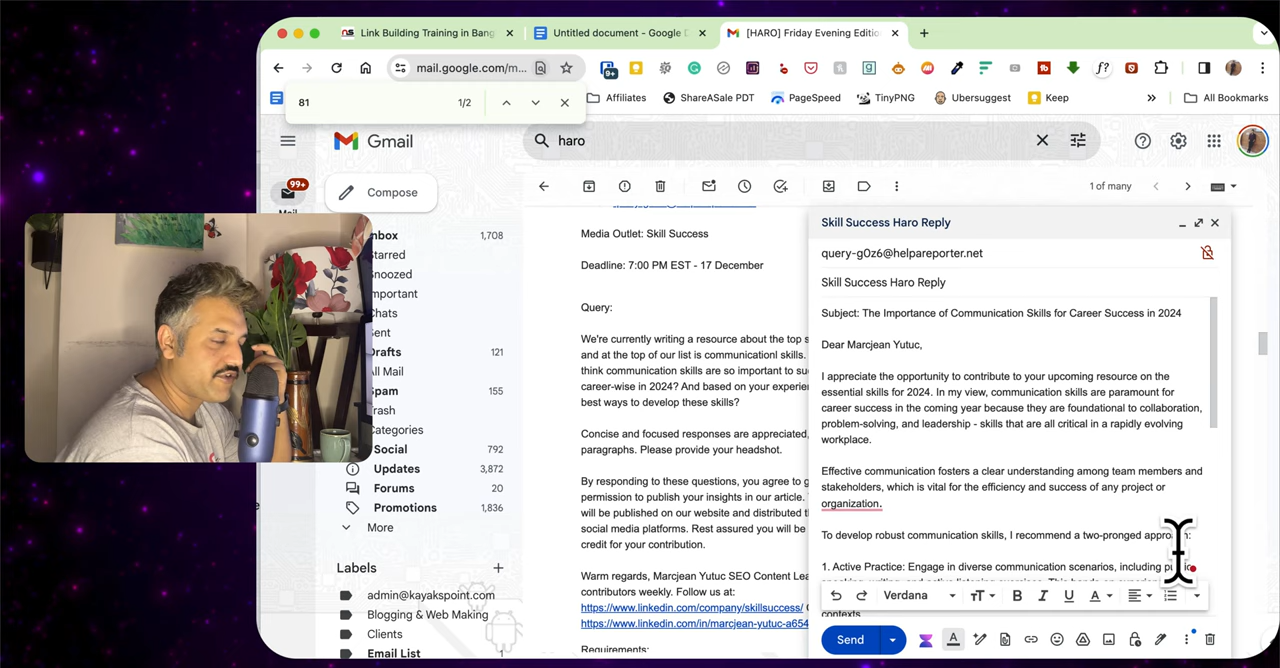 Link Building Training in Bang
Untitled document - Google D
[HARO] Friday Evening Editio
mail.google.com/m...
9+
81
1/2
Affiliates
ShareASale PDT
PageSpeed
TinyPNG
Ubersuggest
Keep
All Bookmarks
Gmail
haro
99+
Mail
Compose
1 of many
nbox 1,708
tarred
noozed
mportant
Chats
ent
Drafts 121
ll Mail
Spam 155
rash
Categories
Social 792
Updates 3,872
Forums 20
Promotions 1,836
More
Labels
admin@kayakspoint.com
Blogging & Web Making
Clients
Email List
Media Outlet: Skill Success
Deadline: 7:00 PM EST - 17 December
Query:
We're currently writing a resource about the top s
and at the top of our list is communicationl skills.
think communication skills are so important to su
career-wise in 2024? And based on your experien
best ways to develop these skills?
Concise and focused responses are appreciated,
paragraphs. Please provide your headshot.
By responding to these questions, you agree to g
permission to publish your insights in our article.
will be published on our website and distributed th
social media platforms. Rest assured you will be
credit for your contribution.
Warm regards, Marcjean Yutuc SEO Content Lea
contributors weekly. Follow us at:
https://www.linkedin.com/company/skillsuccess/
https://www.linkedin.com/in/marcjean-yutuc-a654
Requirements:
Skill Success Haro Reply
query-g0z6@helpareporter.net
Skill Success Haro Reply
Subject: The Importance of Communication Skills for Career Success in 2024
Dear Marcjean Yutuc,
I appreciate the opportunity to contribute to your upcoming resource on the
essential skills for 2024. In my view, communication skills are paramount for
career success in the coming year because they are foundational to collaboration,
problem-solving, and leadership - skills that are all critical in a rapidly evolving
workplace.
Effective communication fosters a clear understanding among team members and
stakeholders, which is vital for the efficiency and success of any project or
organization.
To develop robust communication skills, I recommend a two-pronged approach:
1. Active Practice: Engage in diverse communication scenarios, including public
Verdana
contexts.
Send